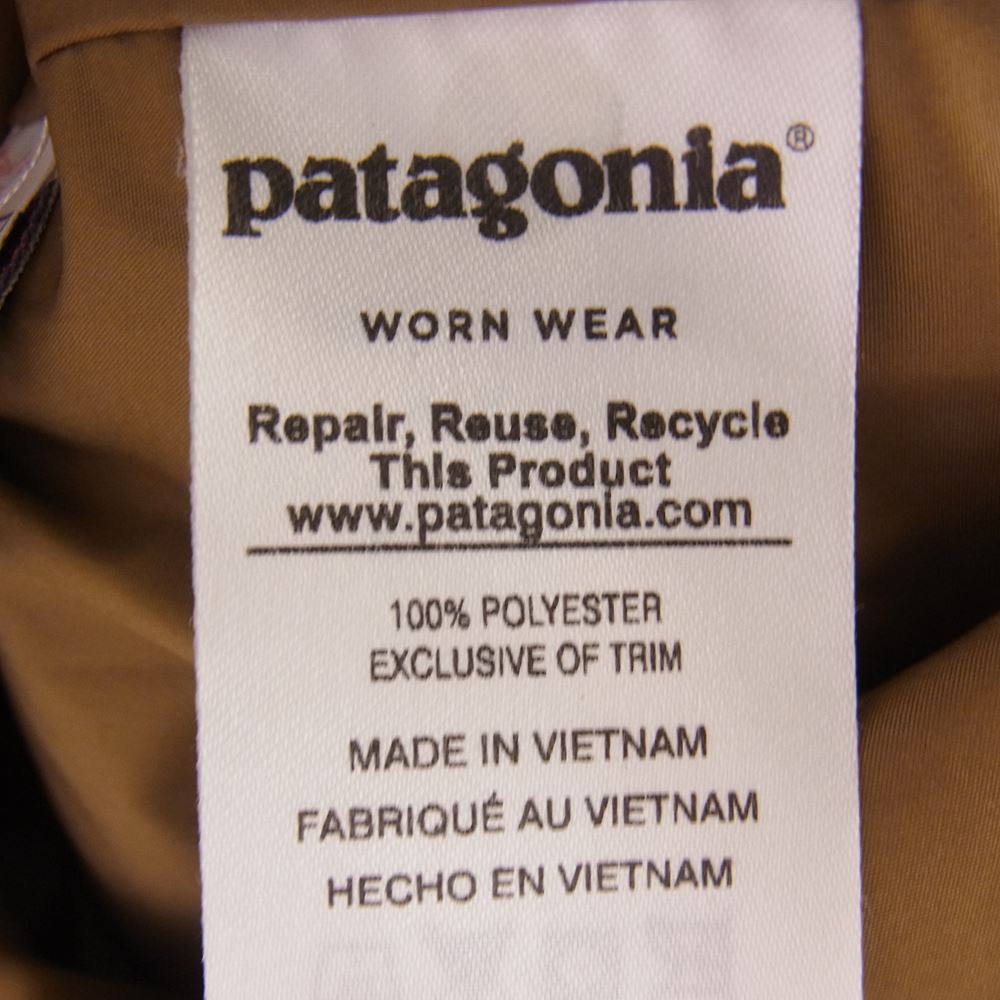 patagonia®
WORN WEAR
Repair, Reuse, Recycle
This Product
www.patagonia.com
100% POLYESTER
EXCLUSIVE OF TRIM
MADE IN VIETNAM
FABRIQUÉ AU VIETNAM
HECHO EN VIETNAM